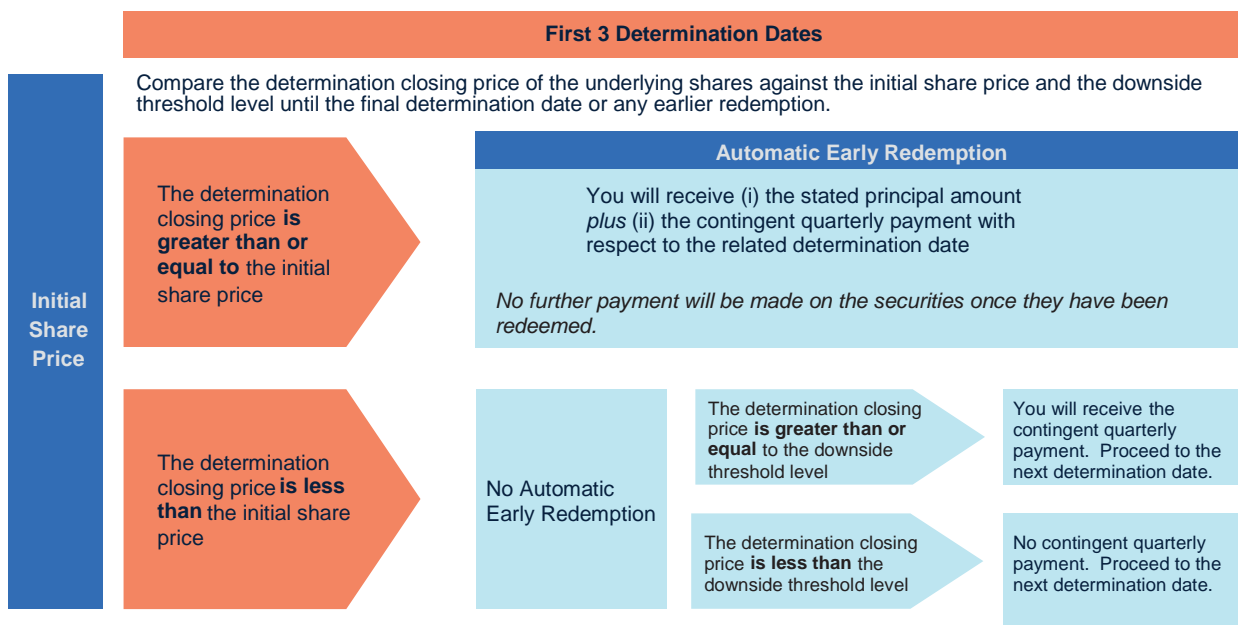 First 3 Determination Dates
Compare the determination closing price of the underlying shares against the initial share price and the downside
threshold level until the final determination date or any earlier redemption.
Initial
Share
Price
The determination
closing price is
greater than or
equal to the initial
share price
Automatic Early Redemption
You will receive (i) the stated principal amount
plus (ii) the contingent quarterly payment with
respect to the related determination date
No further payment will be made on the securities once they have been
redeemed.
The determination
closing price is less
than the initial share
price
No Automatic
Early Redemption
The determination closing
price is greater than or
equal to the downside
threshold level
You will receive the
contingent quarterly
payment. Proceed to the
next determination date.
The determination closing
price is less than the
downside threshold level
No contingent quarterly
payment. Proceed to the
next determination date.